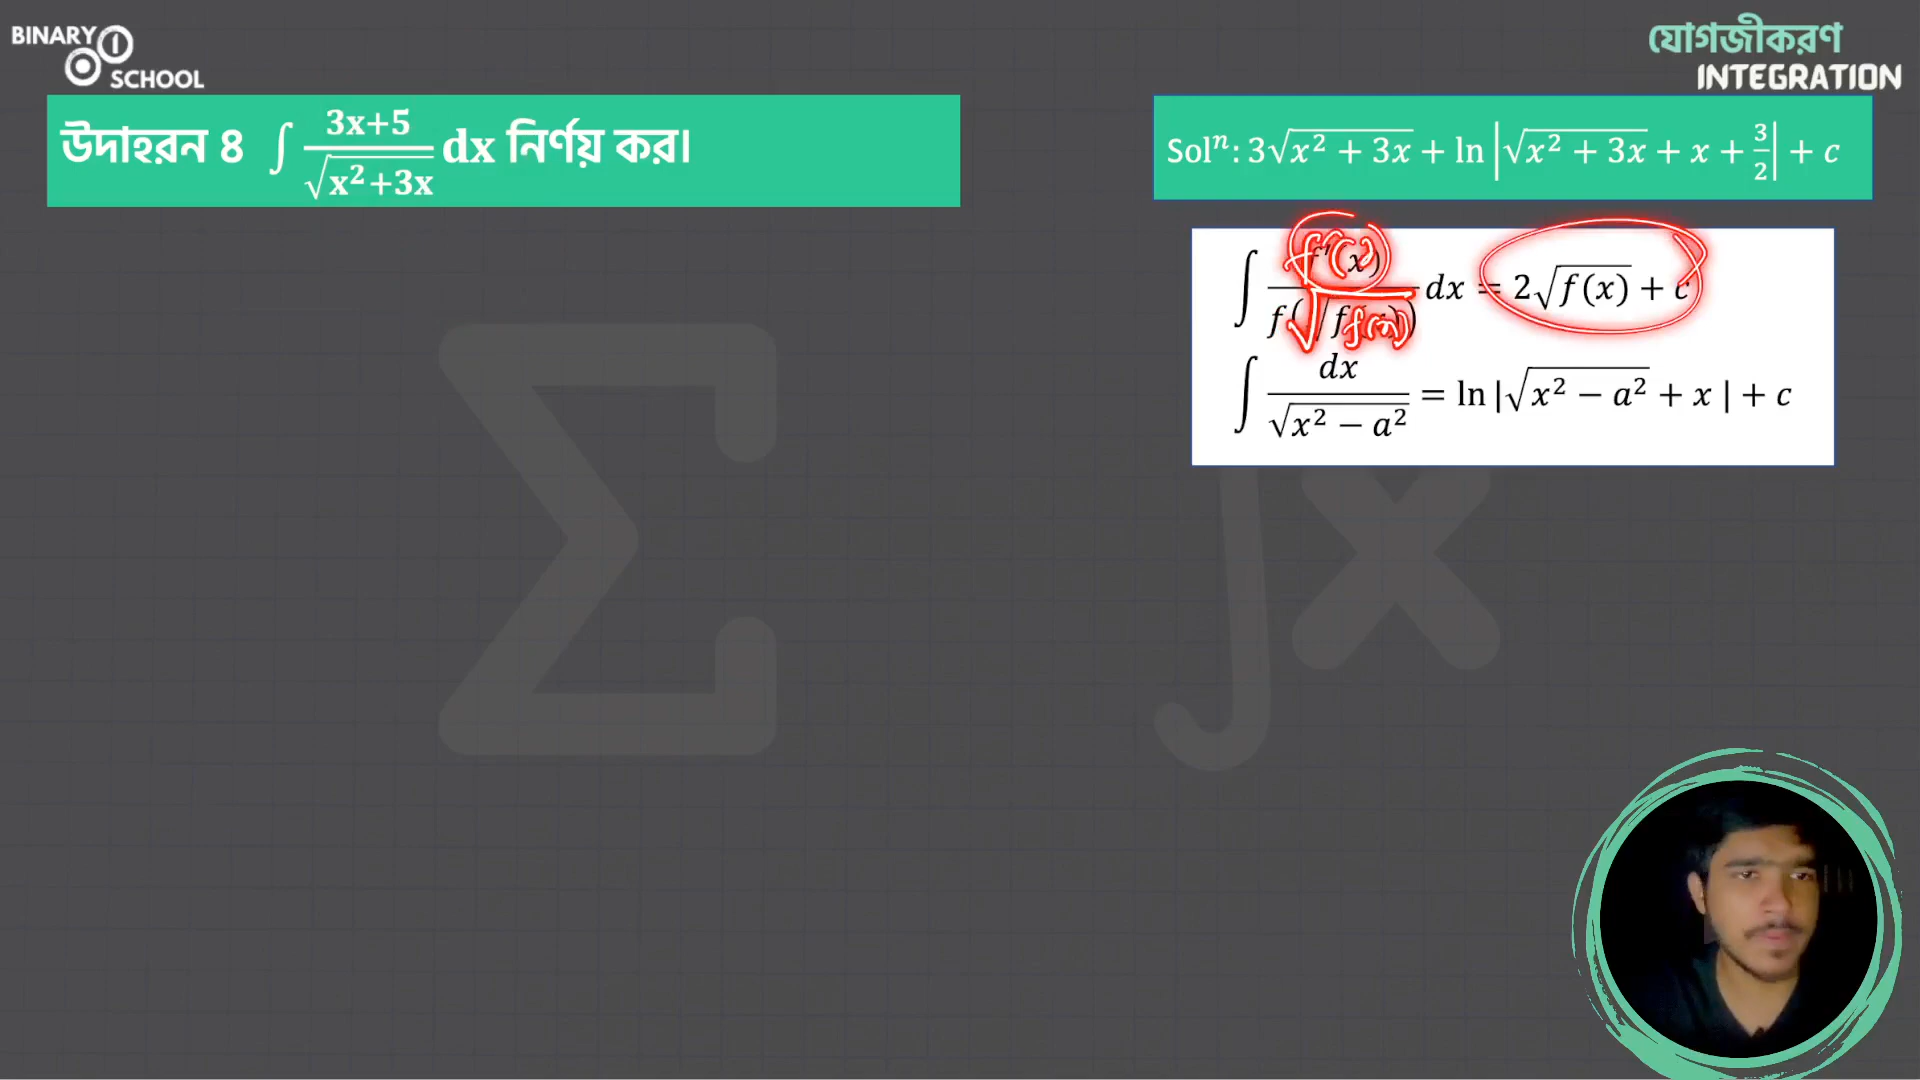 BINARY
SCHOOL
যোগজীকরণ
INTEGRATION
উদাহরন 8 ∫ 3x+5/√(x²+3x) dx নির্ণয় কর।
Solⁿ: 3√(x² + 3x) + ln |√(x² + 3x) + x + 3/2| + c
∫ f'(x)/√f(x) dx = 2√f(x) + c
∫ dx/√(x² − a²) = ln |√(x² − a²) + x | + c